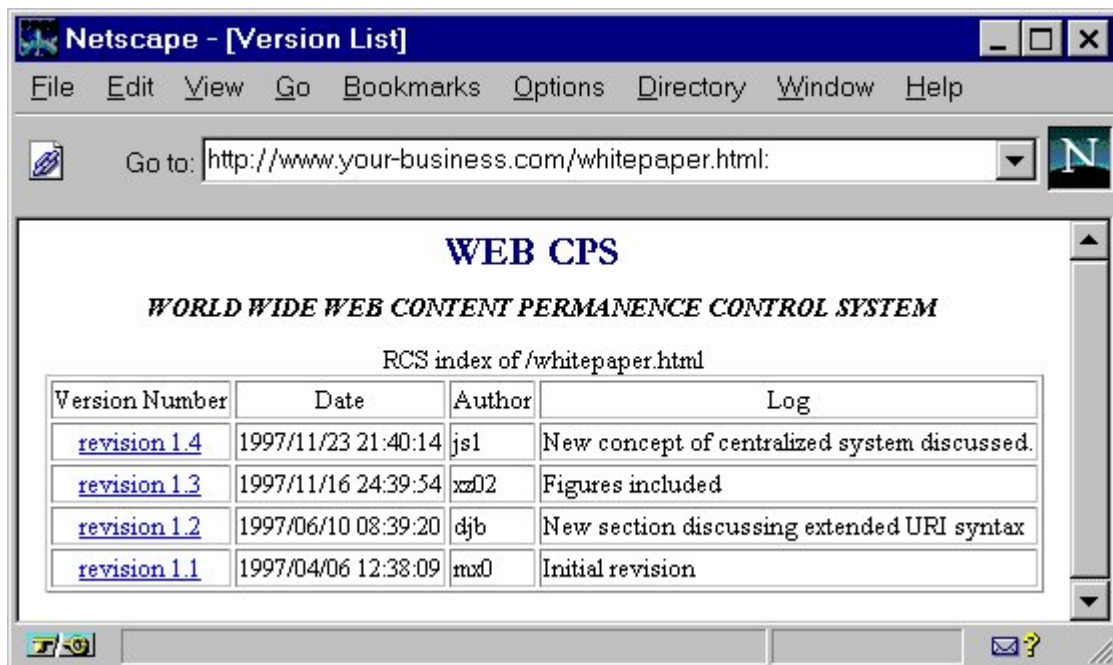 Netscape - [Version List]
File Edit View Go Bookmarks Options Directory Window Help
Go to: http://www.your-business.com/whitepaper.html:
N
WEB CPS
WORLD WIDE WEB CONTENT PERMANENCE CONTROL SYSTEM
RCS index of /whitepaper.html
Version Number Date Author Log
revision 1.4 1997/11/23 21:40:14 js1 New concept of centralized system discussed.
revision 1.3 1997/11/16 24:39:54 xz02 Figures included
revision 1.2 1997/06/10 08:39:20 djb New section discussing extended URI syntax
revision 1.1 1997/04/06 12:38:09 mx0 Initial revision
?